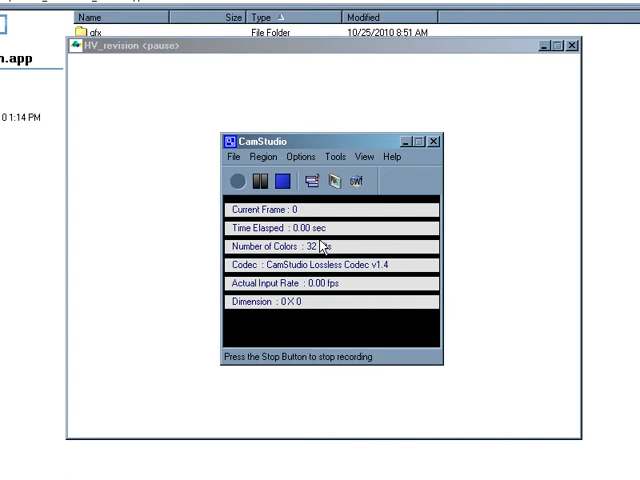 Name Size Type Modified
gfx File Folder 10/25/2010 8:51 AM
HV_revision <pause>
n.app
0 1:14 PM
CamStudio
File Region Options Tools View Help
swf
Current Frame : 0
Time Elasped : 0.00 sec
Number of Colors : 32
Codec : CamStudio Lossless Codec v1.4
Actual Input Rate : 0.00 fps
Dimension : 0 X 0
Press the Stop Button to stop recording